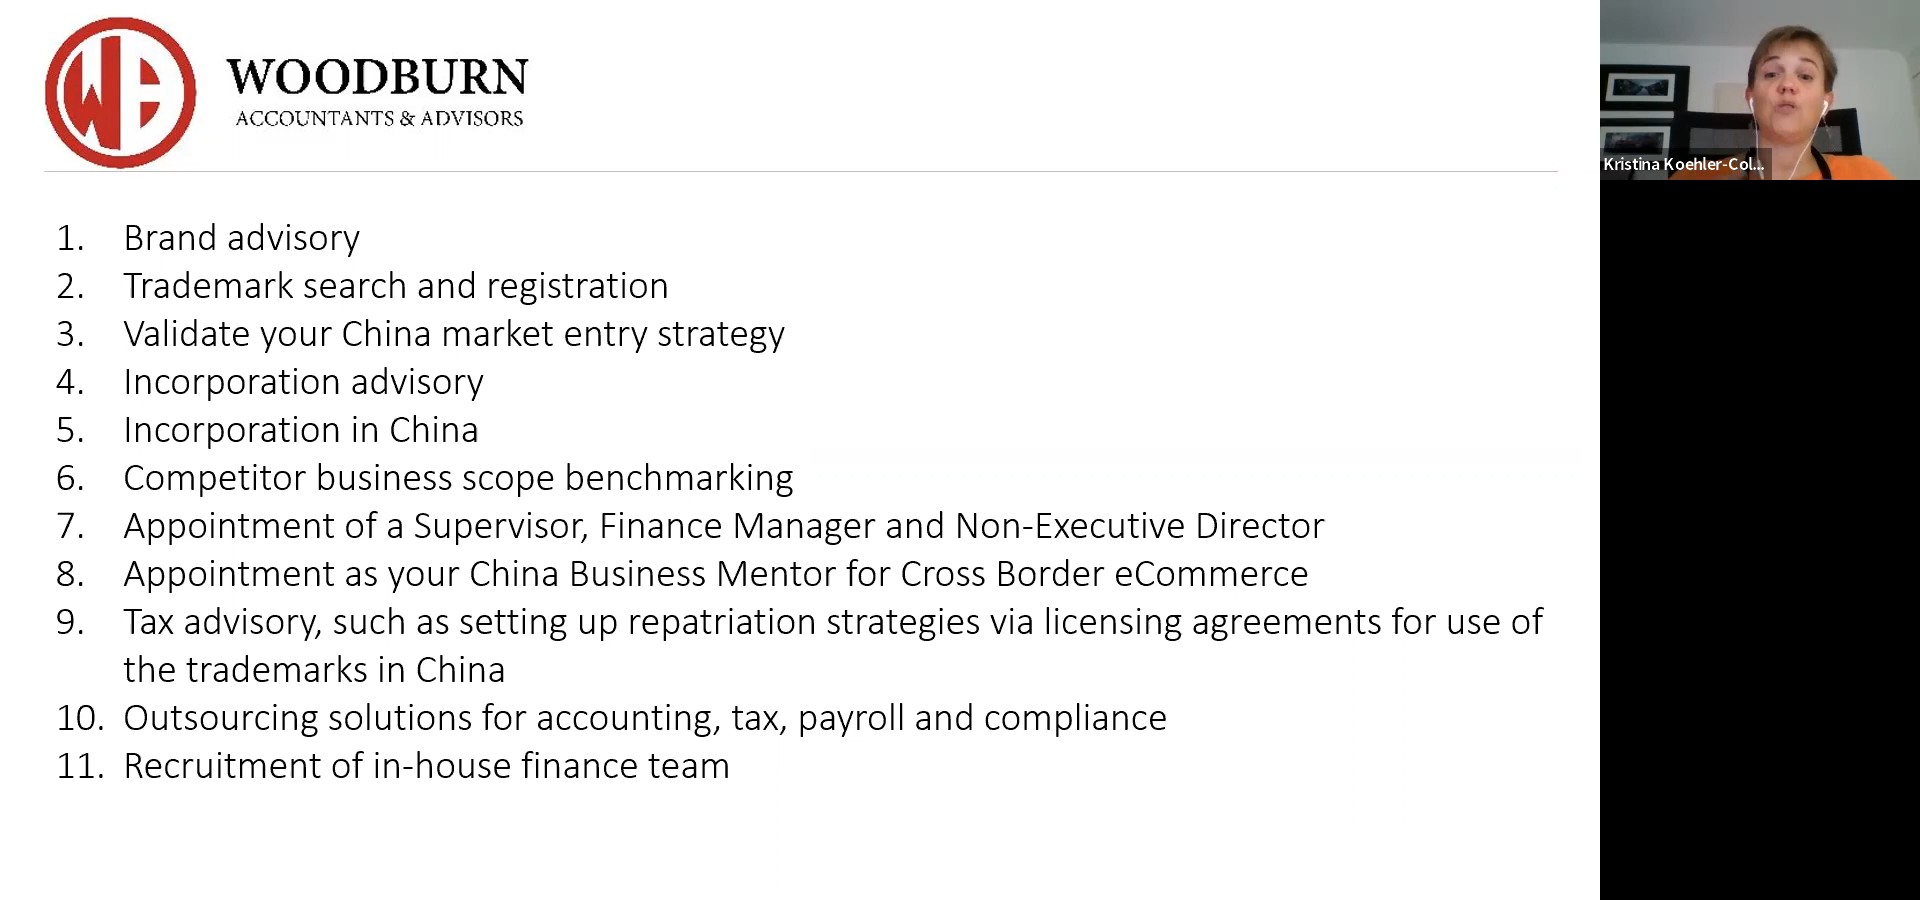 WOODBURN
ACCOUNTANTS & ADVISORS
Kristina Koehler-Col...
1. Brand advisory
2. Trademark search and registration
3. Validate your China market entry strategy
4. Incorporation advisory
5. Incorporation in China
6. Competitor business scope benchmarking
7. Appointment of a Supervisor, Finance Manager and Non-Executive Director
8. Appointment as your China Business Mentor for Cross Border eCommerce
9. Tax advisory, such as setting up repatriation strategies via licensing agreements for use of
the trademarks in China
10. Outsourcing solutions for accounting, tax, payroll and compliance
11. Recruitment of in-house finance team